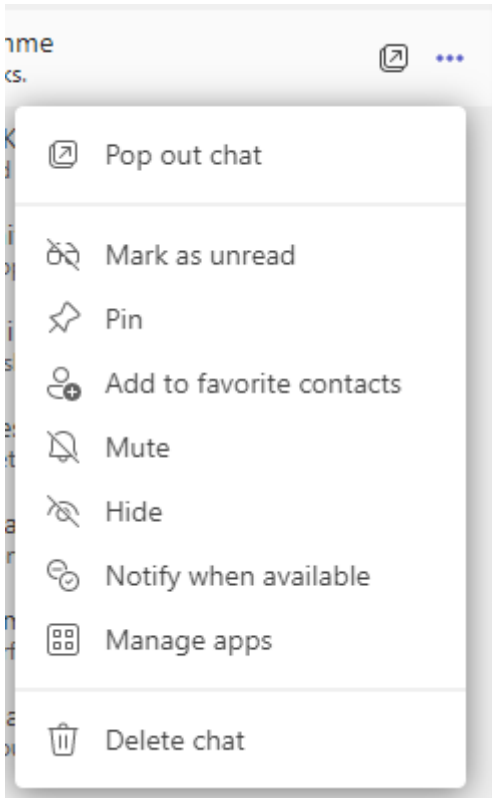 Pop out chat
Mark as unread
Pin
Add to favorite contacts
Mute
Hide
Notify when available
Manage apps
Delete chat